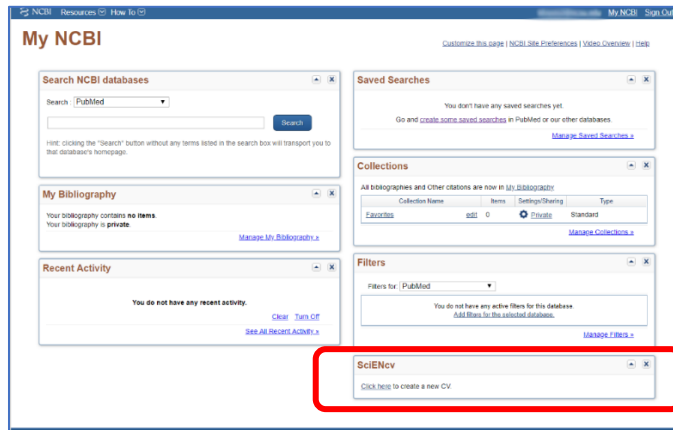 NCBI Resources How To My NCBI Sign Out
My NCBI
Customize this page | NCBI Site Preferences | Video Overview | Help
Search NCBI databases
Search : PubMed
Search
Hint: clicking the "Search" button without any terms listed in the search box will transport you to
that database's homepage.
My Bibliography
Your bibliography contains no items.
Your bibliography is private.
Manage My Bibliography »
Recent Activity
You do not have any recent activity.
Clear Turn Off
See All Recent Activity »
Saved Searches
You don't have any saved searches yet.
Go and create some saved searches in PubMed or our other databases.
Manage Saved Searches »
Collections
All bibliographies and Other citations are now in My Bibliography
Collection Name Items Settings/Sharing Type
Favorites edit 0 Private Standard
Manage Collections »
Filters
Filters for: PubMed
You do not have any active filters for this database.
Add filters for the selected database.
Manage Filters »
SciENcv
Click here to create a new CV